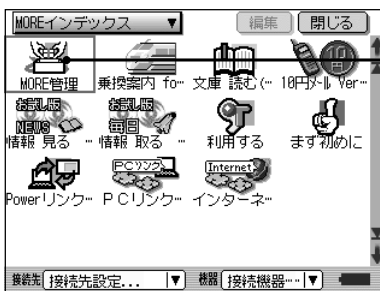 MOREインデックス ▼ 編集 閉じる
MORE管理 乗換案内 fo… 文庫 読む(… 10円メール Ver…
お試し版 NEWS お試し版 毎日
情報 見る … 情報 取る … 利用する まず初めに
PCリンク Internet
Powerリンク… PCリンク… インターネ…
接続先 接続先設定... ▼ 機器 接続機器… ▼